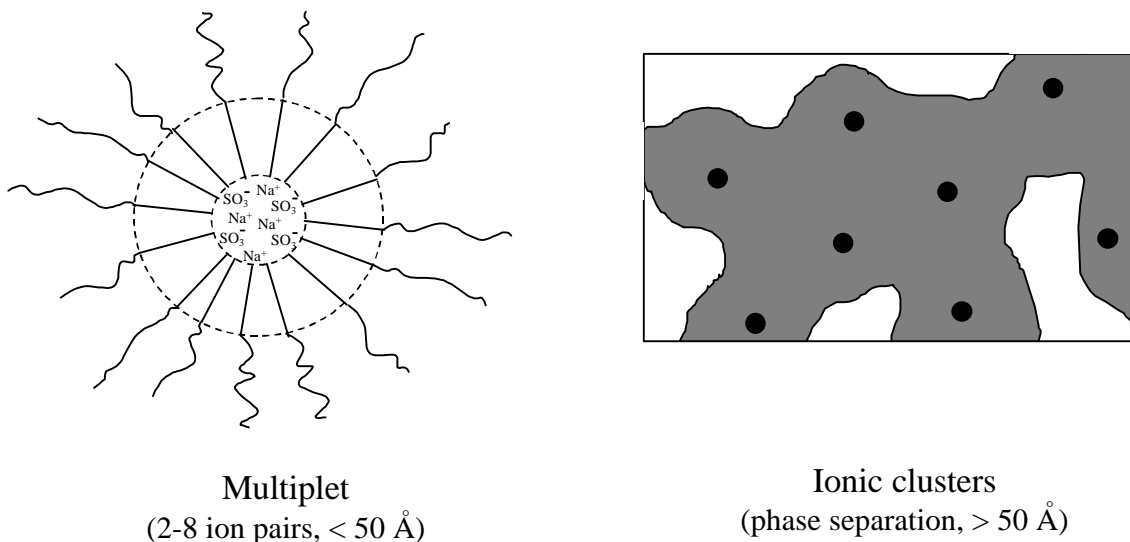 Na⁺
SO₃⁻
SO₃⁻
Na⁺
Na⁺
SO₃⁻
SO₃⁻
Na⁺
Multiplet
(2-8 ion pairs, < 50 Å)
Ionic clusters
(phase separation, > 50 Å)